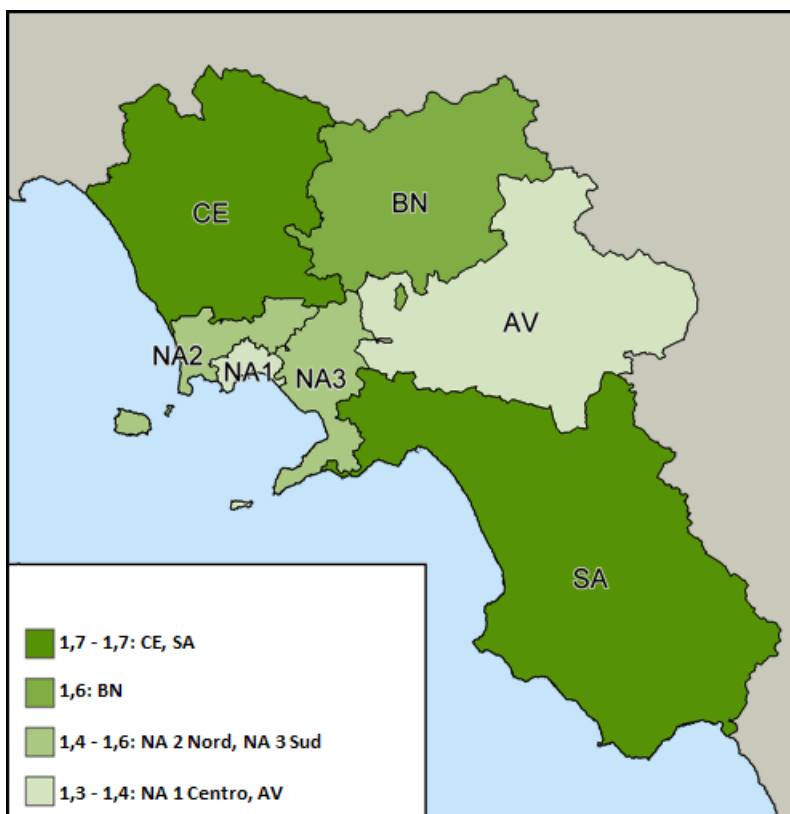 CE
BN
AV
NA2
NA1
NA3
SA
1,7 - 1,7: CE, SA
1,6: BN
1,4 - 1,6: NA 2 Nord, NA 3 Sud
1,3 - 1,4: NA 1 Centro, AV